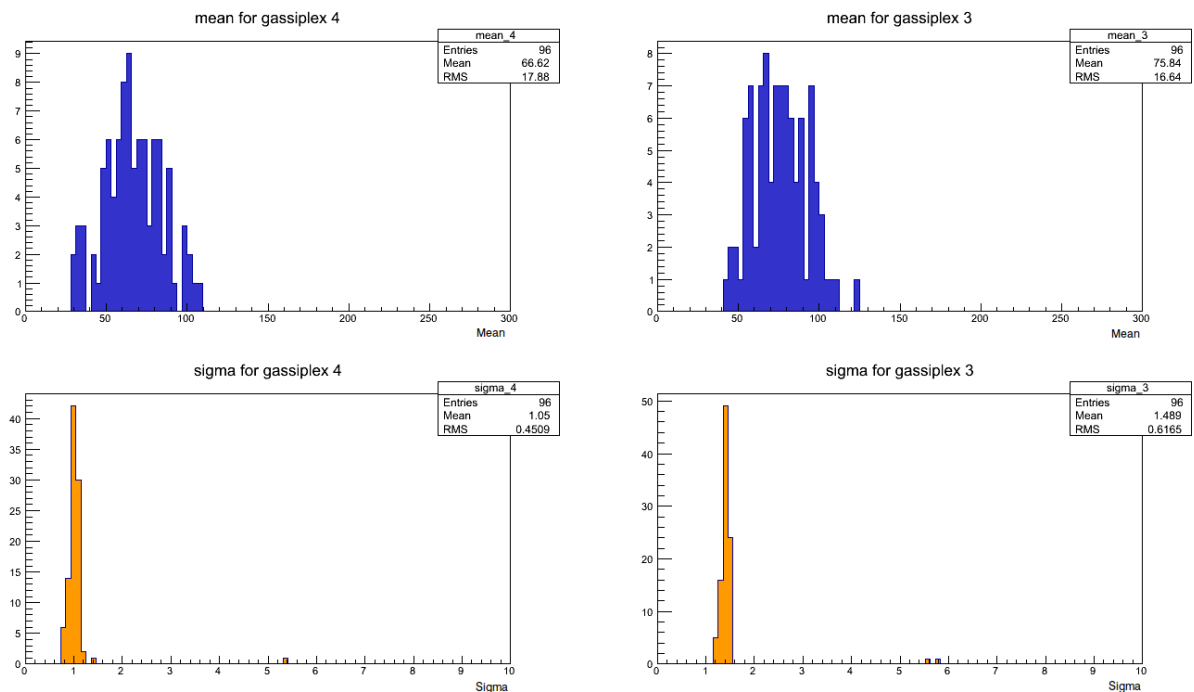 mean for gassiplex 4
mean_4
Entries 96
Mean 66.62
RMS 17.88
9
8
7
6
5
4
3
2
1
0
0 50 100 150 200 250 300
Mean
mean for gassiplex 3
mean_3
Entries 96
Mean 75.84
RMS 16.64
8
7
6
5
4
3
2
1
0
0 50 100 150 200 250 300
Mean
sigma for gassiplex 4
sigma_4
Entries 96
Mean 1.05
RMS 0.4509
40
35
30
25
20
15
10
5
0
0 1 2 3 4 5 6 7 8 9 10
Sigma
sigma for gassiplex 3
sigma_3
Entries 96
Mean 1.489
RMS 0.6165
50
40
30
20
10
0
0 1 2 3 4 5 6 7 8 9 10
Sigma